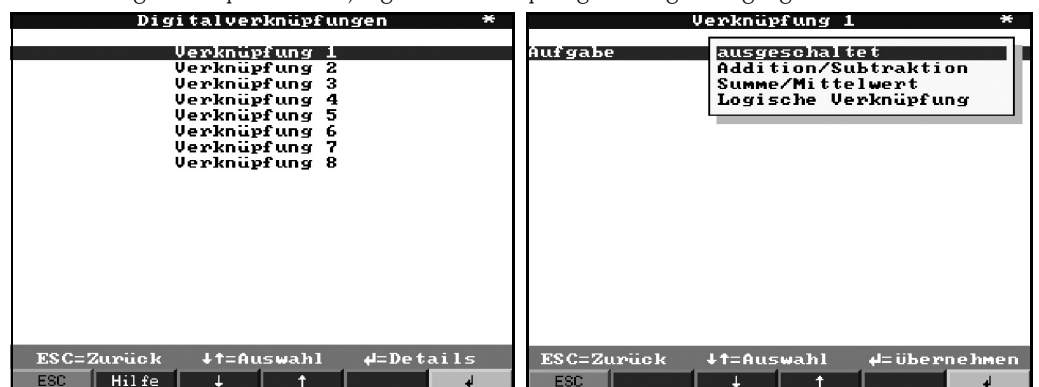 Digitalverknüpfungen *
Verknüpfung 1
Verknüpfung 2
Verknüpfung 3
Verknüpfung 4
Verknüpfung 5
Verknüpfung 6
Verknüpfung 7
Verknüpfung 8
ESC=Zurück ↓↑=Auswahl ↵=Details
ESC Hilfe ↓ ↑ ↵
Verknüpfung 1 *
Aufgabe ausgeschaltet
Addition/Subtraktion
Summe/Mittelwert
Logische Verknüpfung
ESC=Zurück ↓↑=Auswahl ↵=übernehmen
ESC ↓ ↑ ↵